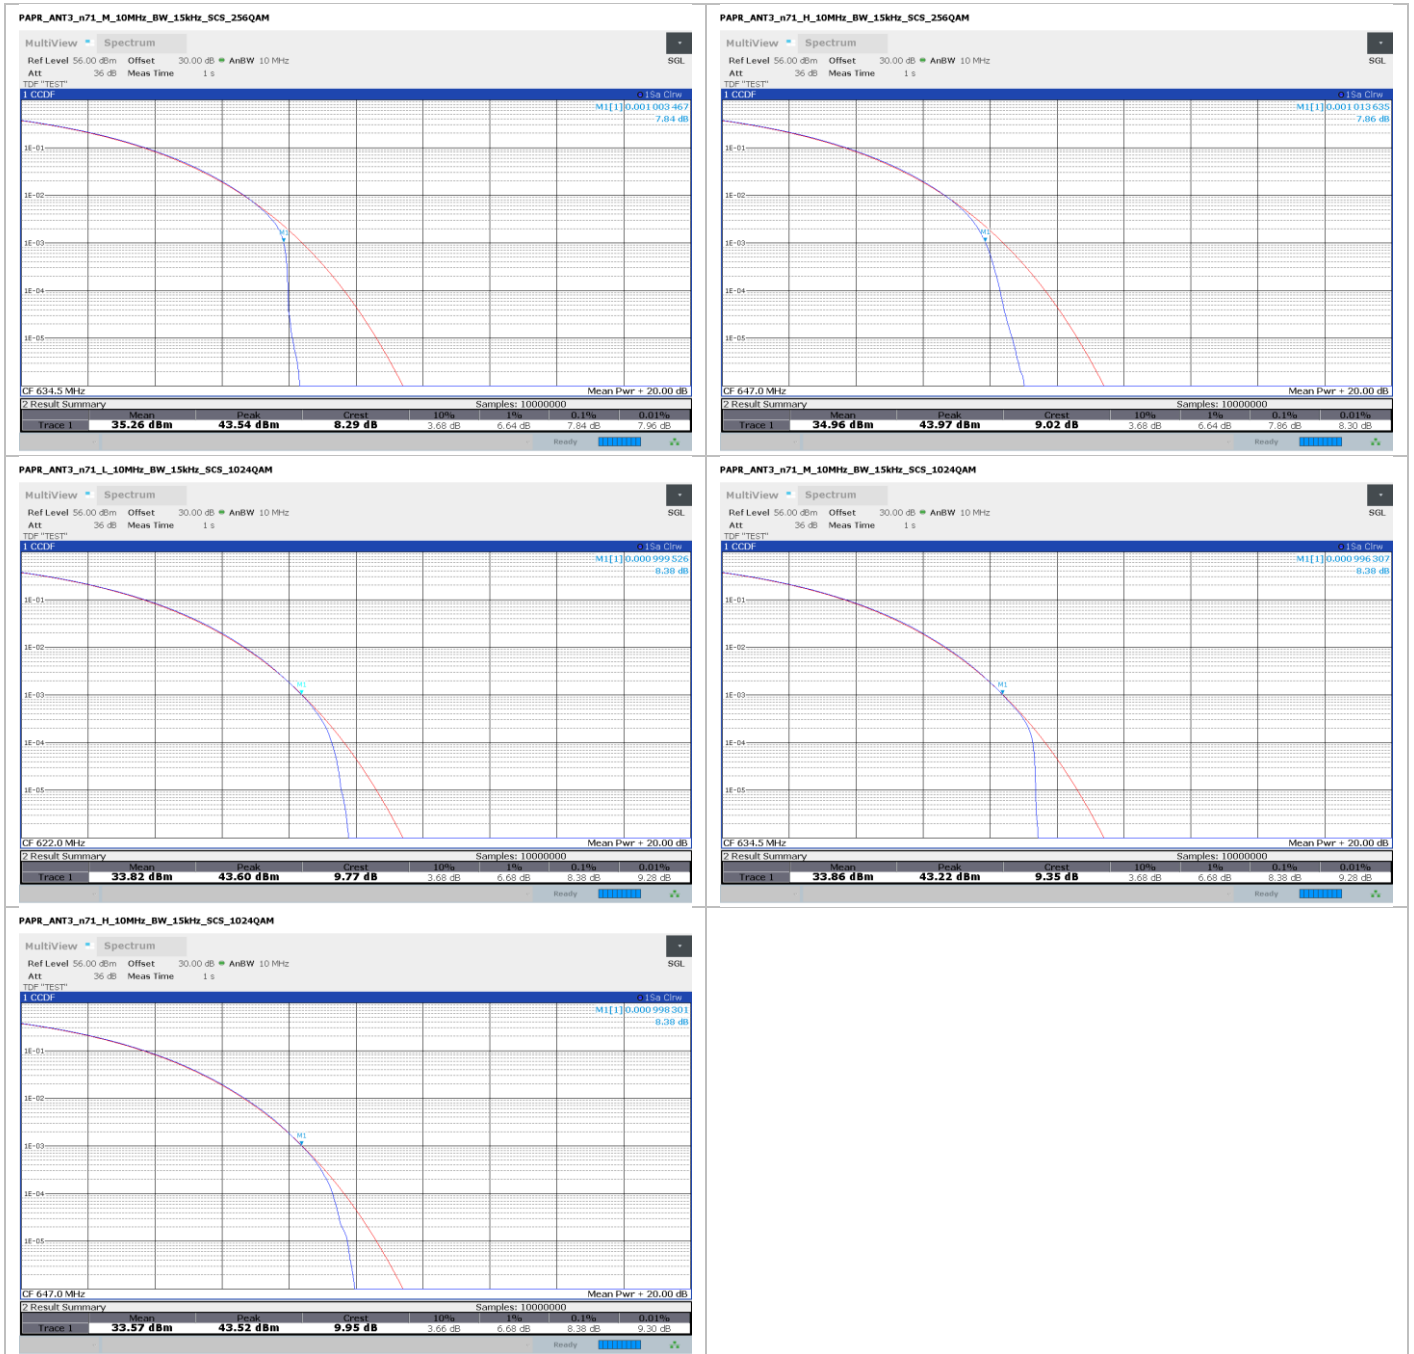 PAPR_ANT3_n71_M_10MHz_BW_15kHz_SCS_256QAM
MultiView Spectrum
Ref Level 56.00 dBm Offset 30.00 dB AnBW 10 MHz SGL
Att 36 dB Meas Time 1 s
TDF "TEST"
1 CCDF 1Sa Clrw
M1[1] 0.001 003 467
7.84 dB
1E-01
1E-02
M1
1E-03
1E-04
1E-05
CF 634.5 MHz Mean Pwr + 20.00 dB
2 Result Summary Samples: 10000000
Mean Peak Crest 10% 1% 0.1% 0.01%
Trace 1 35.26 dBm 43.54 dBm 8.29 dB 3.68 dB 6.64 dB 7.84 dB 7.96 dB
Ready
PAPR_ANT3_n71_H_10MHz_BW_15kHz_SCS_256QAM
MultiView Spectrum
Ref Level 56.00 dBm Offset 30.00 dB AnBW 10 MHz SGL
Att 36 dB Meas Time 1 s
TDF "TEST"
1 CCDF 1Sa Clrw
M1[1] 0.001 013 635
7.86 dB
1E-01
1E-02
M1
1E-03
1E-04
1E-05
CF 647.0 MHz Mean Pwr + 20.00 dB
2 Result Summary Samples: 10000000
Mean Peak Crest 10% 1% 0.1% 0.01%
Trace 1 34.96 dBm 43.97 dBm 9.02 dB 3.68 dB 6.64 dB 7.86 dB 8.30 dB
Ready
PAPR_ANT3_n71_L_10MHz_BW_15kHz_SCS_1024QAM
MultiView Spectrum
Ref Level 56.00 dBm Offset 30.00 dB AnBW 10 MHz SGL
Att 36 dB Meas Time 1 s
TDF "TEST"
1 CCDF 1Sa Clrw
M1[1] 0.000 999 526
8.38 dB
1E-01
1E-02
M1
1E-03
1E-04
1E-05
CF 622.0 MHz Mean Pwr + 20.00 dB
2 Result Summary Samples: 10000000
Mean Peak Crest 10% 1% 0.1% 0.01%
Trace 1 33.82 dBm 43.60 dBm 9.77 dB 3.68 dB 6.68 dB 8.38 dB 9.28 dB
Ready
PAPR_ANT3_n71_M_10MHz_BW_15kHz_SCS_1024QAM
MultiView Spectrum
Ref Level 56.00 dBm Offset 30.00 dB AnBW 10 MHz SGL
Att 36 dB Meas Time 1 s
TDF "TEST"
1 CCDF 1Sa Clrw
M1[1] 0.000 996 307
8.38 dB
1E-01
1E-02
M1
1E-03
1E-04
1E-05
CF 634.5 MHz Mean Pwr + 20.00 dB
2 Result Summary Samples: 10000000
Mean Peak Crest 10% 1% 0.1% 0.01%
Trace 1 33.86 dBm 43.22 dBm 9.35 dB 3.68 dB 6.68 dB 8.38 dB 9.28 dB
Ready
PAPR_ANT3_n71_H_10MHz_BW_15kHz_SCS_1024QAM
MultiView Spectrum
Ref Level 56.00 dBm Offset 30.00 dB AnBW 10 MHz SGL
Att 36 dB Meas Time 1 s
TDF "TEST"
1 CCDF 1Sa Clrw
M1[1] 0.000 998 301
8.38 dB
1E-01
1E-02
M1
1E-03
1E-04
1E-05
CF 647.0 MHz Mean Pwr + 20.00 dB
2 Result Summary Samples: 10000000
Mean Peak Crest 10% 1% 0.1% 0.01%
Trace 1 33.57 dBm 43.52 dBm 9.95 dB 3.66 dB 6.68 dB 8.38 dB 9.30 dB
Ready